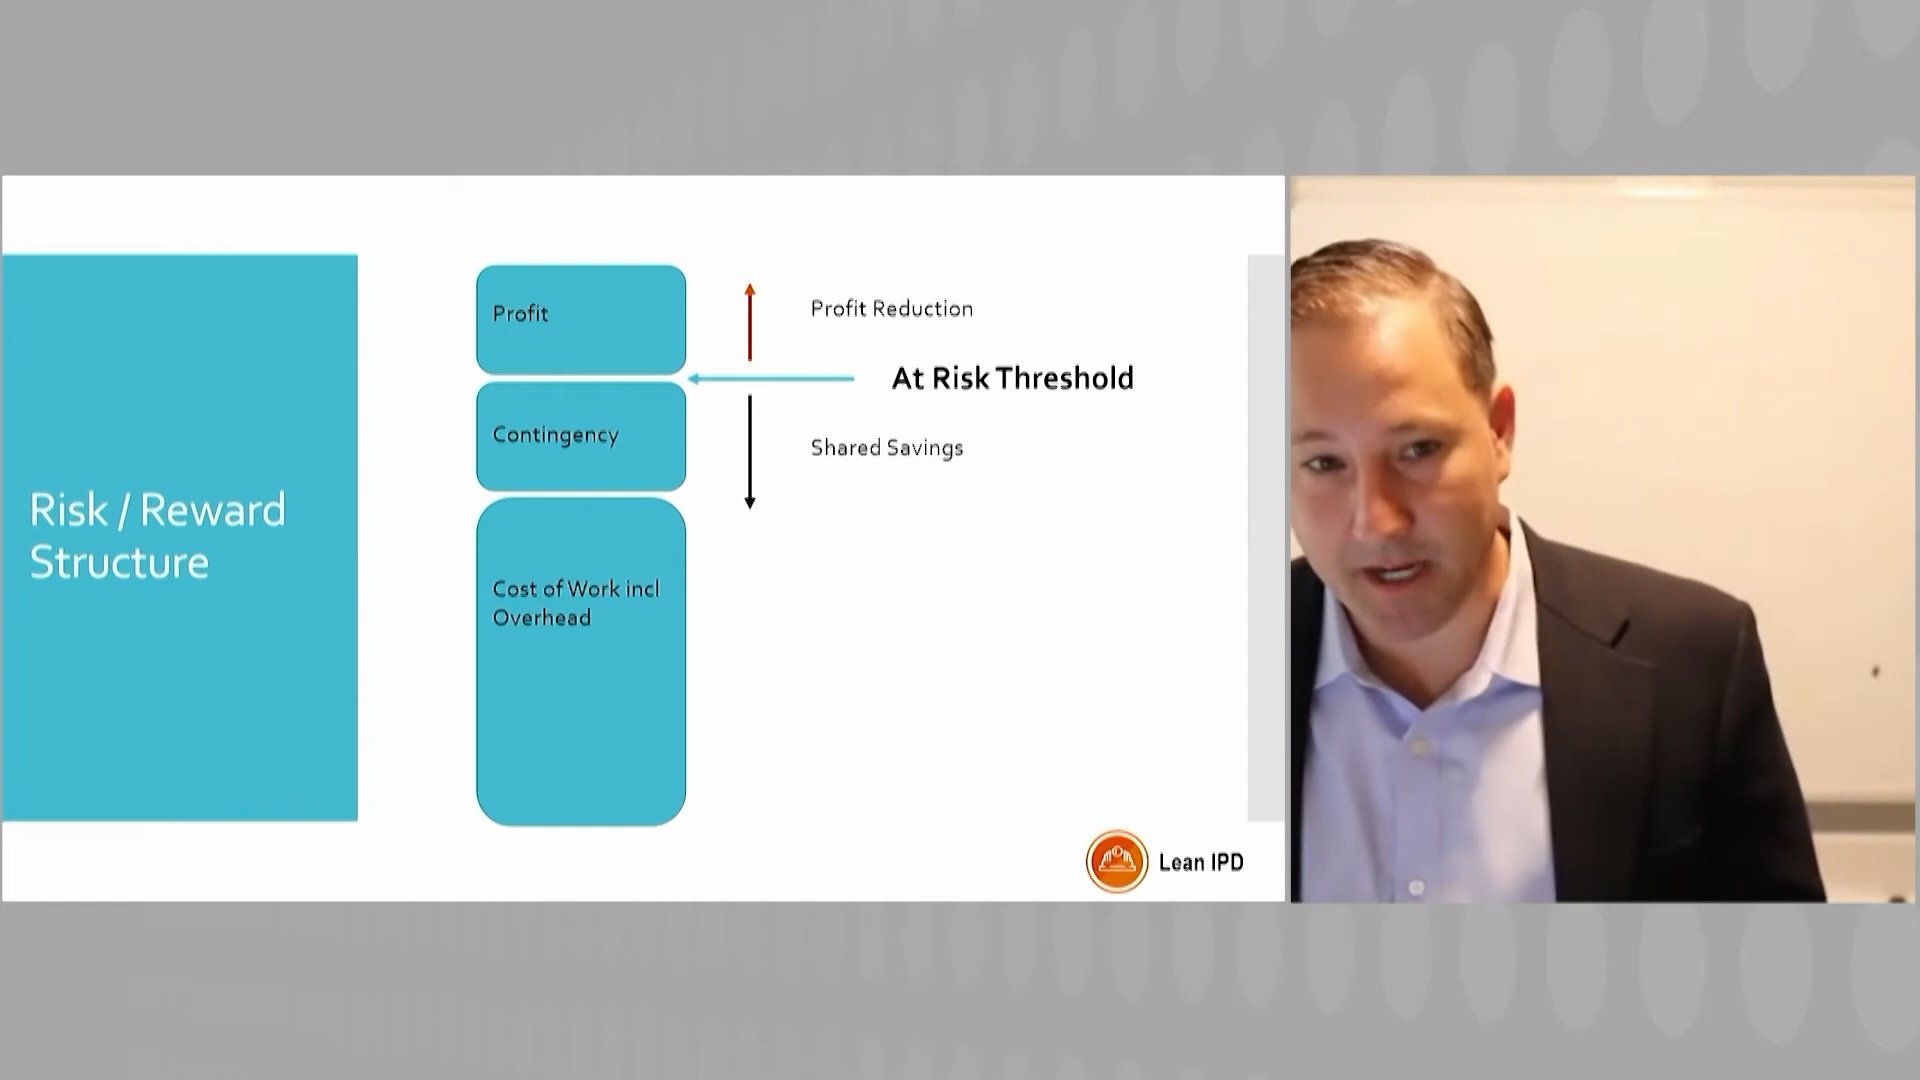 Risk / Reward
Structure
Profit
Contingency
Cost of Work incl
Overhead
Profit Reduction
At Risk Threshold
Shared Savings
Lean IPD